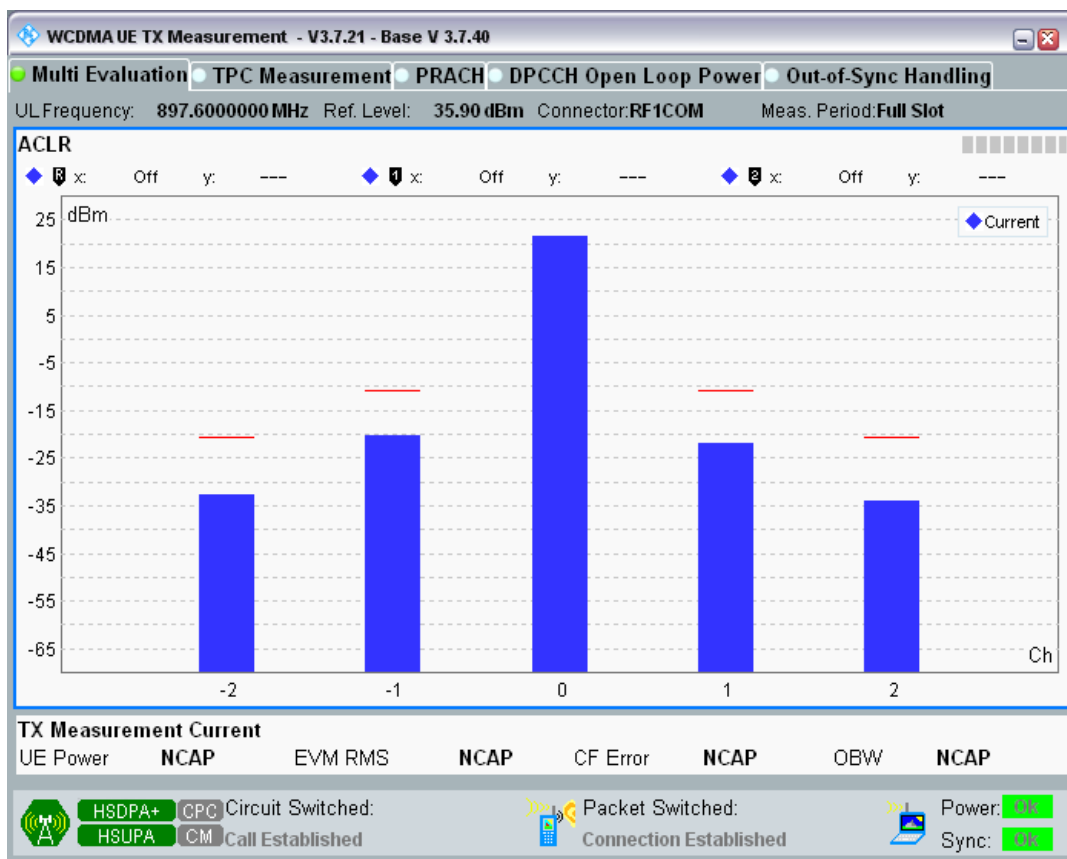 WCDMA UE TX Measurement - V3.7.21 - Base V 3.7.40
Multi Evaluation TPC Measurement PRACH DPCCH Open Loop Power Out-of-Sync Handling
UL Frequency: 897.6000000 MHz Ref. Level: 35.90 dBm Connector:RF1COM Meas. Period:Full Slot
ACLR
R x: Off y: --- 1 x: Off y: --- 2 x: Off y: ---
dBm
Current
25
15
5
-5
-15
-25
-35
-45
-55
-65
Ch
-2 -1 0 1 2
TX Measurement Current
UE Power NCAP EVM RMS NCAP CF Error NCAP OBW NCAP
HSDPA+ CPC Circuit Switched: Packet Switched: Power: Ok
HSUPA CM Call Established Connection Established Sync: Ok